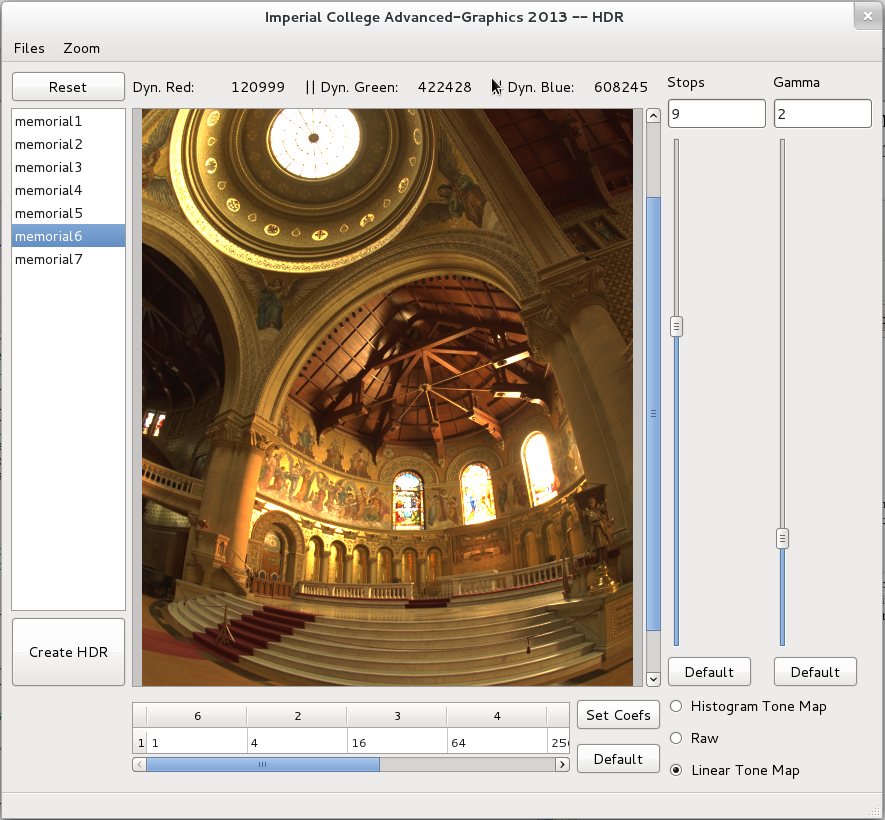 Imperial College Advanced-Graphics 2013 -- HDR
Files Zoom
Reset
Dyn. Red: 120999 || Dyn. Green: 422428 || Dyn. Blue: 608245
Stops Gamma
9 2
memorial1
memorial2
memorial3
memorial4
memorial5
memorial6
memorial7
Create HDR
Default Default
6 2 3 4
1 1 4 16 64 256
Set Coefs
Default
Histogram Tone Map
Raw
Linear Tone Map